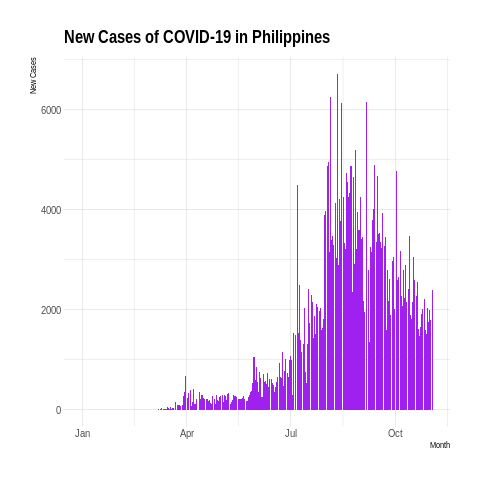 New Cases of COVID-19 in Philippines
New Cases
6000
4000
2000
0
Jan Apr Jul Oct
Month